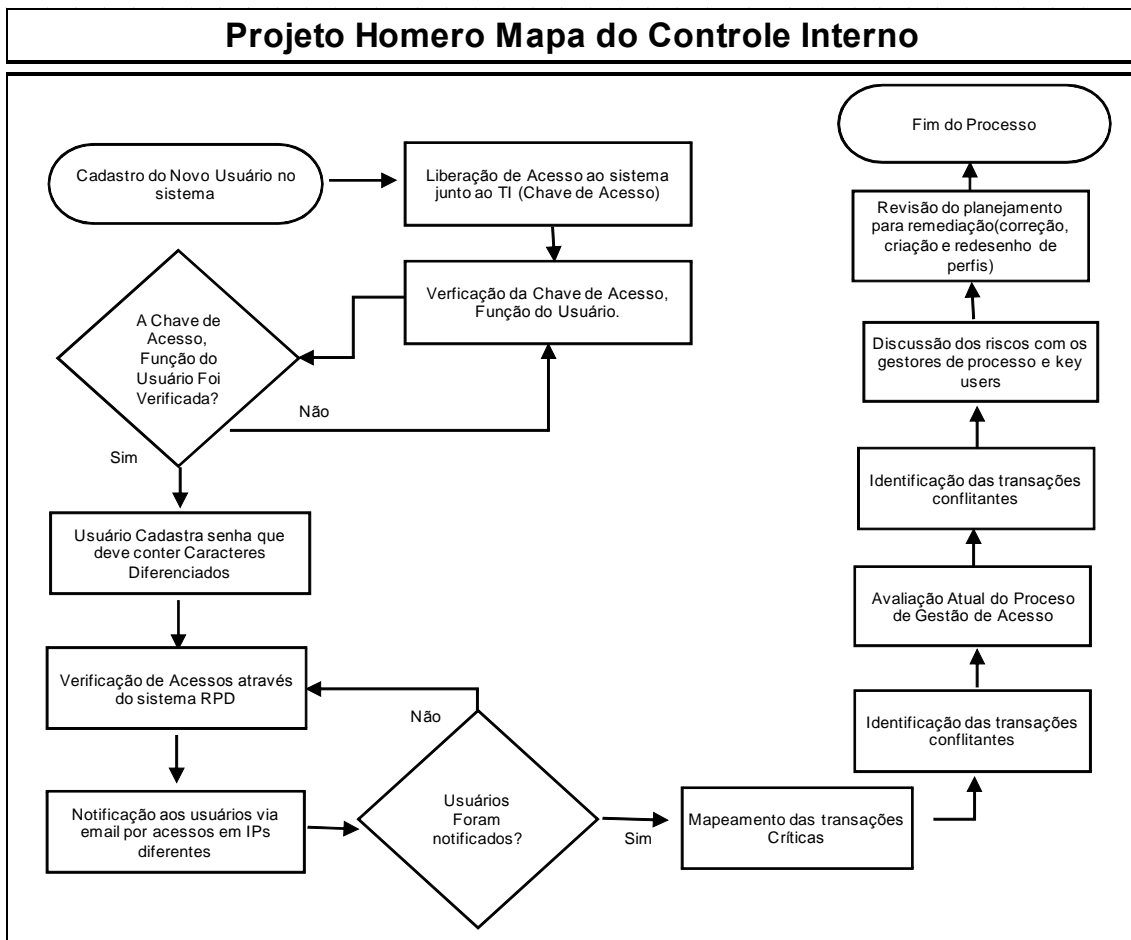 Projeto Homero Mapa do Controle Interno
Cadastro do Novo Usuário no
sistema
Liberação de Acesso ao sistema
junto ao TI (Chave de Acesso)
Verficação da Chave de Acesso,
Função do Usuário.
A Chave de
Acesso,
Função do
Usuário Foi
Verificada?
Não
Sim
Usuário Cadastra senha que
deve conter Caracteres
Diferenciados
Verificação de Acessos através
do sistema RPD
Notificação aos usuários via
email por acessos em IPs
diferentes
Usuários
Foram
notificados?
Não
Sim
Mapeamento das transações
Críticas
Identificação das transações
conflitantes
Avaliação Atual do Proceso
de Gestão de Acesso
Identificação das transações
conflitantes
Discussão dos riscos com os
gestores de processo e key
users
Revisão do planejamento
para remediação(correção,
criação e redesenho de
perfis)
Fim do Processo